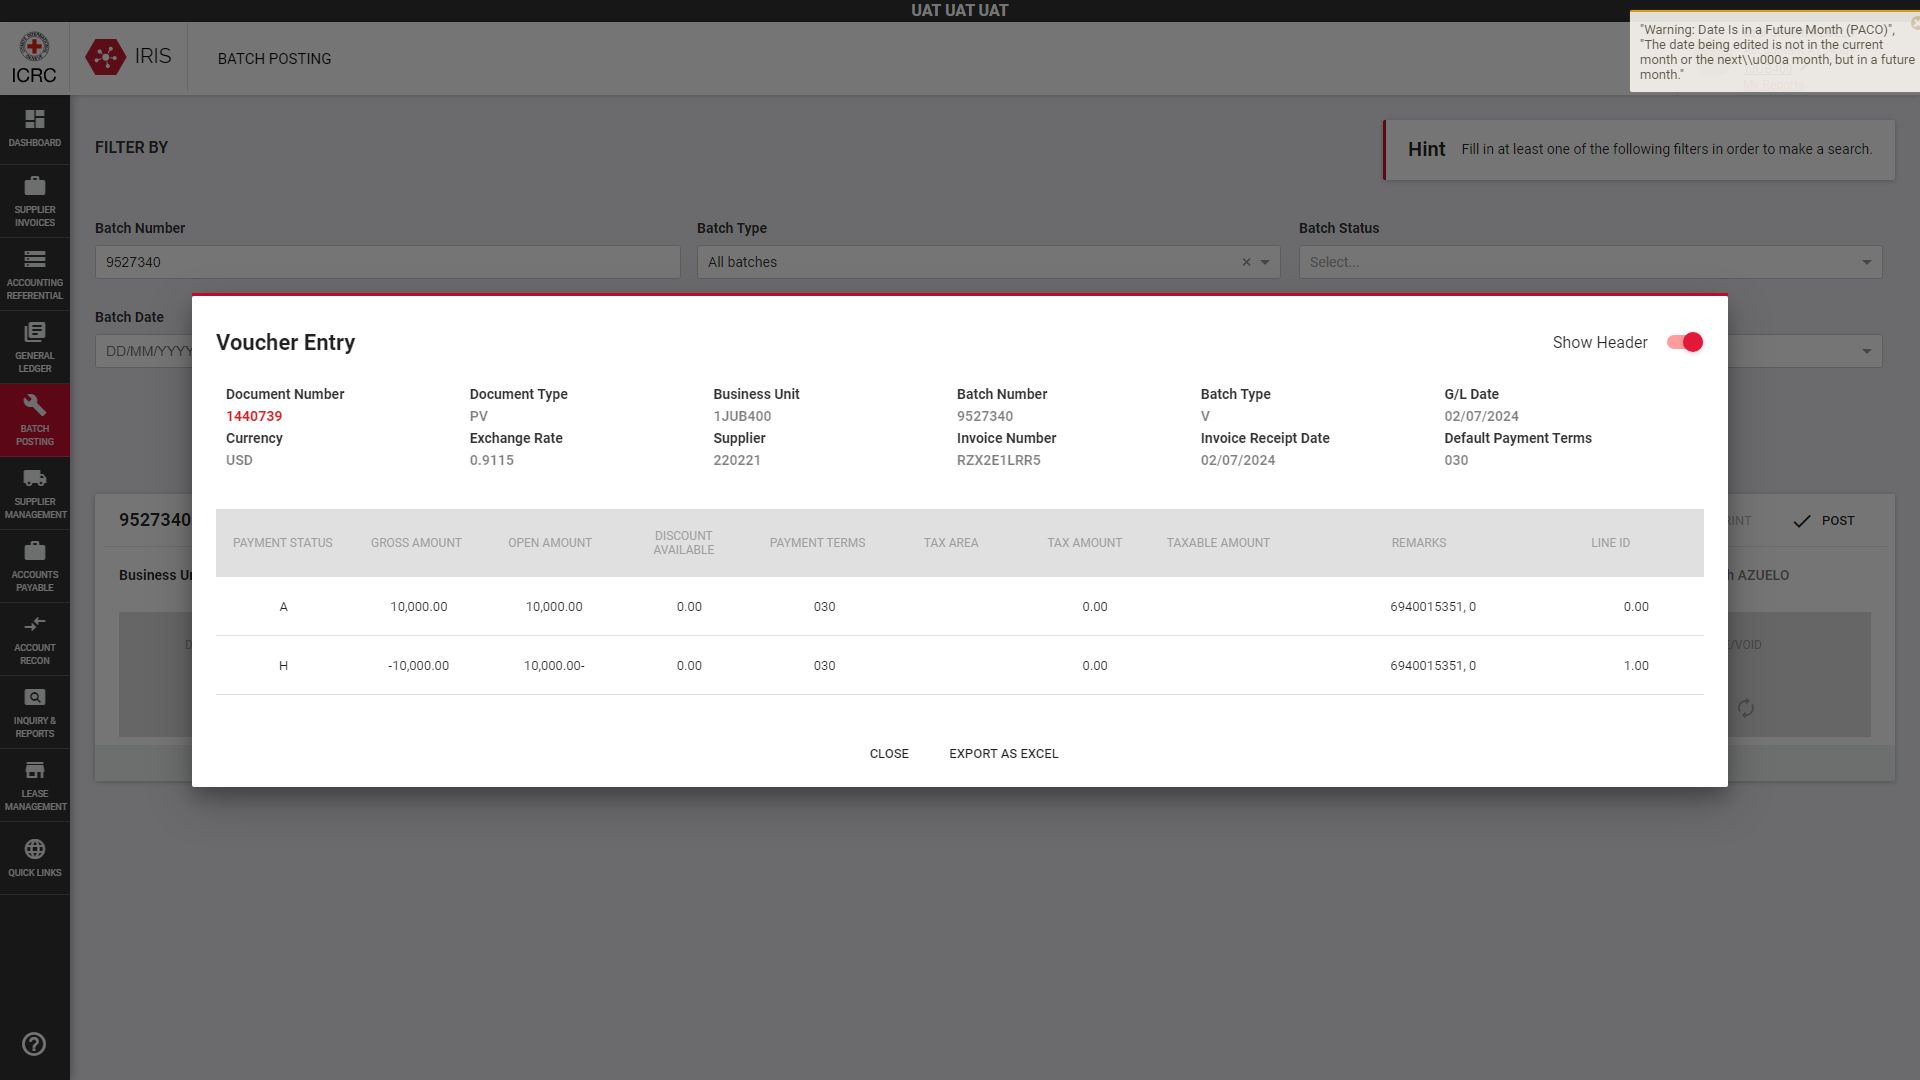 UAT UAT UAT
"Warning: Date Is in a Future Month (PACO)",
"The date being edited is not in the current
month or the next\\u000a month, but in a future
month."
ICRC
IRIS
BATCH POSTING
DASHBOARD
SUPPLIER
INVOICES
ACCOUNTING
REFERENTIAL
GENERAL
LEDGER
BATCH
POSTING
SUPPLIER
MANAGEMENT
ACCOUNTS
PAYABLE
ACCOUNT
RECON
INQUIRY &
REPORTS
LEASE
MANAGEMENT
QUICK LINKS
FILTER BY
Hint Fill in at least one of the following filters in order to make a search.
Batch Number Batch Type Batch Status
9527340 All batches Select...
Batch Date
DD/MM/YYYY
9527340
POST
Business
AZUELO
/VOID
Voucher Entry Show Header
Document Number Document Type Business Unit Batch Number Batch Type G/L Date
1440739 PV 1JUB400 9527340 V 02/07/2024
Currency Exchange Rate Supplier Invoice Number Invoice Receipt Date Default Payment Terms
USD 0.9115 220221 RZX2E1LRR5 02/07/2024 030
PAYMENT STATUS GROSS AMOUNT OPEN AMOUNT DISCOUNT AVAILABLE PAYMENT TERMS TAX AREA TAX AMOUNT TAXABLE AMOUNT REMARKS LINE ID
A 10,000.00 10,000.00 0.00 030 0.00 6940015351, 0 0.00
H -10,000.00 10,000.00- 0.00 030 0.00 6940015351, 0 1.00
CLOSE EXPORT AS EXCEL